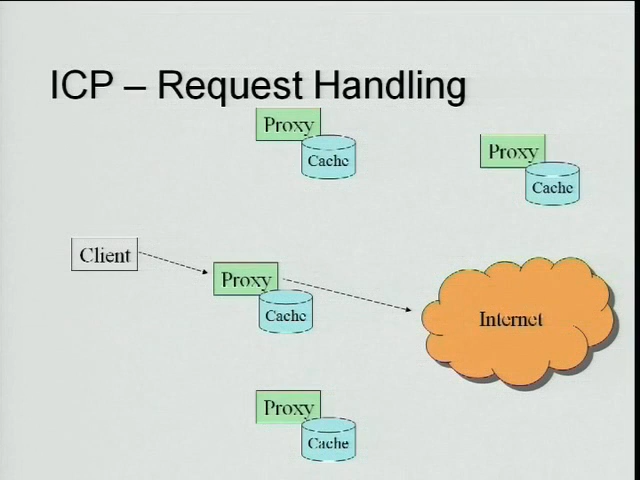 ICP – Request Handling
Proxy
Cache
Proxy
Cache
Client
Proxy
Cache
Internet
Proxy
Cache